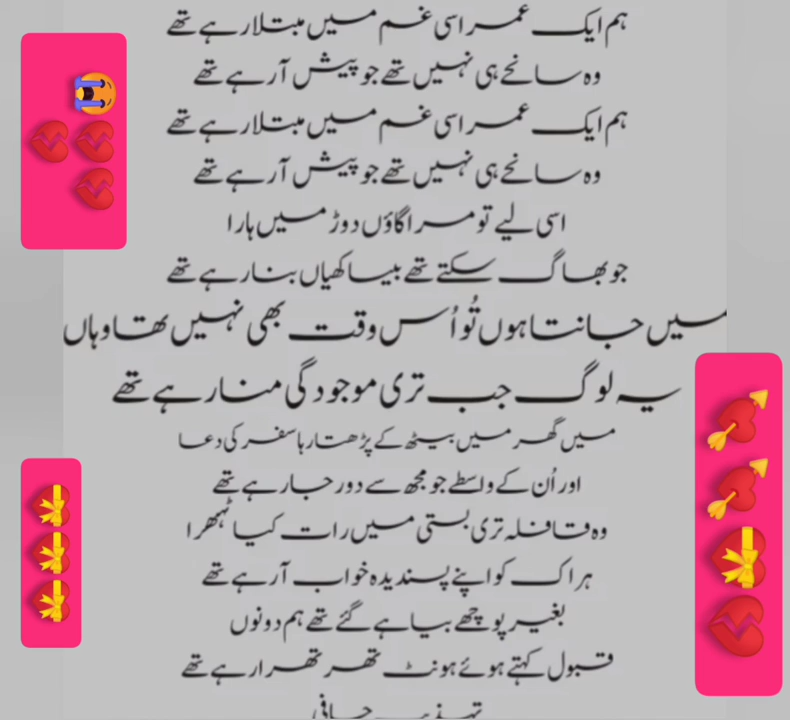 ہم ایک عمر اسی غم میں مبتلا رہے تھے
وہ سانحے ہی نہیں تھے جو پیش آ رہے تھے
ہم ایک عمر اسی غم میں مبتلا رہے تھے
وہ سانحے ہی نہیں تھے جو پیش آ رہے تھے
اسی لیے تو مرا گاؤں دوڑ میں ہارا
جو بھاگ سکتے تھے بیساکھیاں بنا رہے تھے
میں جانتا ہوں تُو اُس وقت بھی نہیں تھا وہاں
یہ لوگ جب تری موجودگی منا رہے تھے
میں گھر میں بیٹھ کے پڑھتا رہا سفر کی دعا
اور اُن کے واسطے جو مجھ سے دور جا رہے تھے
وہ قافلہ تری بستی میں رات کیا ٹھہرا
ہر اک کو اپنے پسندیدہ خواب آ رہے تھے
بغیر پوچھے بیاہے گئے تھے ہم دونوں
قبول کہتے ہوئے ہونٹ تھر تھرا رہے تھے
تہذیب حافی